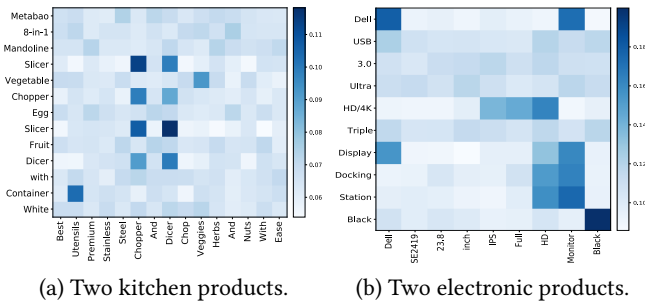 Metabao
8-in-1
Mandoline
Slicer
Vegetable
Chopper
Egg
Slicer
Fruit
Dicer
with
Container
White
Best
Utensils
Premium
Stainless
Steel
Chopper
And
Dicer
Chop
Veggies
Herbs
And
Nuts
With
Ease
0.11
0.10
0.09
0.08
0.07
0.06
(a) Two kitchen products.
Dell
USB
3.0
Ultra
HD/4K
Triple
Display
Docking
Station
Black
Dell
SE2419
23.8
inch
IPS
Full
HD
Monitor
Black
0.18
0.16
0.14
0.12
0.10
(b) Two electronic products.